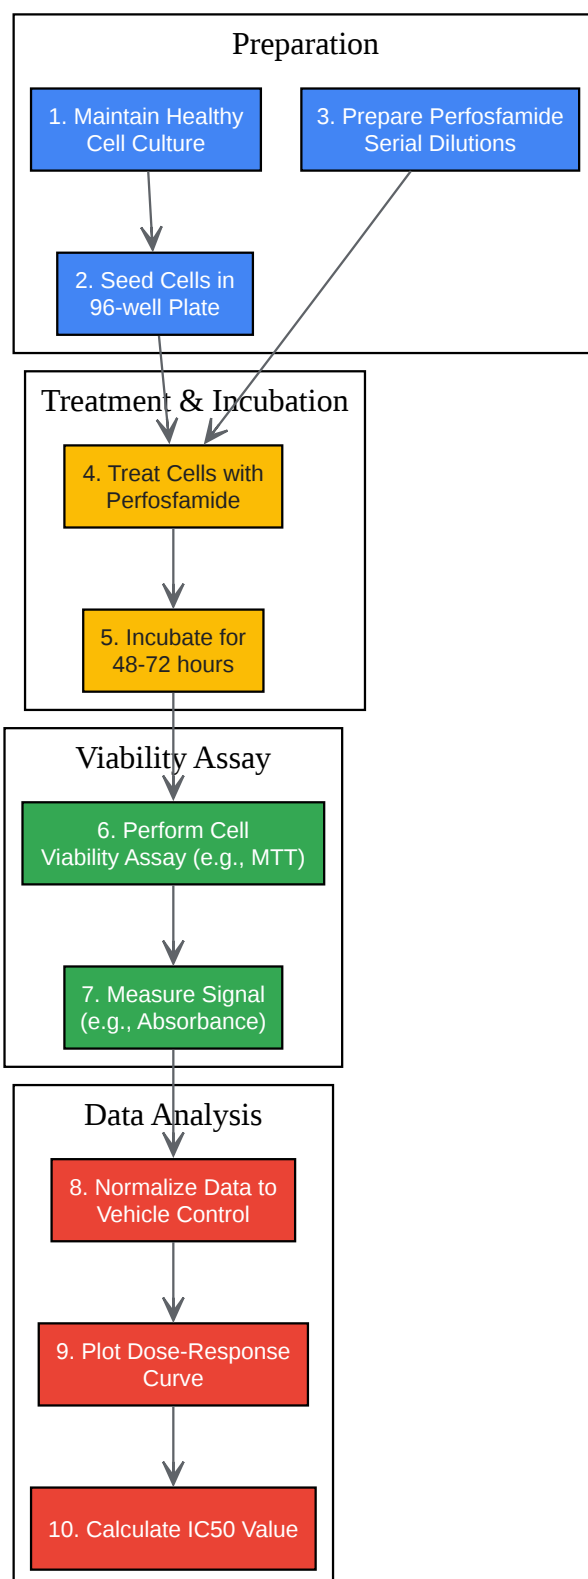 Preparation
1. Maintain Healthy
Cell Culture
3. Prepare Perfosfamide
Serial Dilutions
2. Seed Cells in
96-well Plate
Treatment & Incubation
4. Treat Cells with
Perfosfamide
5. Incubate for
48-72 hours
Viability Assay
6. Perform Cell
Viability Assay (e.g., MTT)
7. Measure Signal
(e.g., Absorbance)
Data Analysis
8. Normalize Data to
Vehicle Control
9. Plot Dose-Response
Curve
10. Calculate IC50 Value